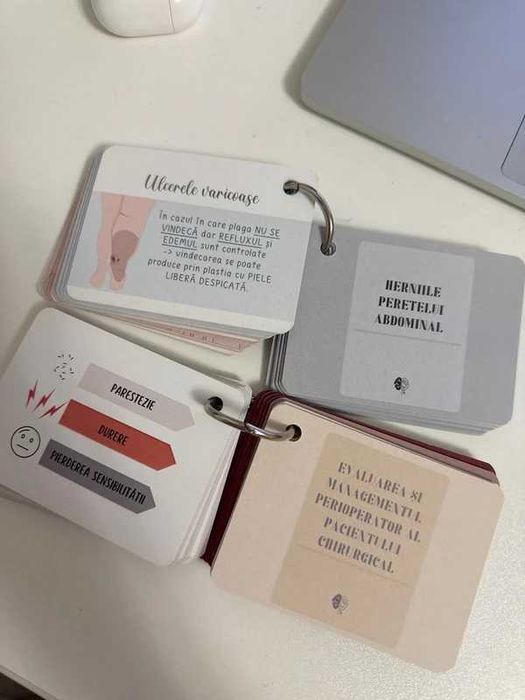 Ulcerele varicoase
În cazul în care plaga NU SE
VINDECĂ dar REFLUXUL și
EDEMUL sunt controlate
-> vindecarea se poate
produce prin plastia cu PIELE
LIBERĂ DESPICATĂ.
HERNIILE
PERETELUI
ABDOMINAL
PARESTEZIE
DURERE
PIERDEREA SENSIBILITĂȚII
EVALUAREA ȘI
MANAGEMENTUL
PERIOPERATOR AL
PACIENTULUI
CHIRURGICAL